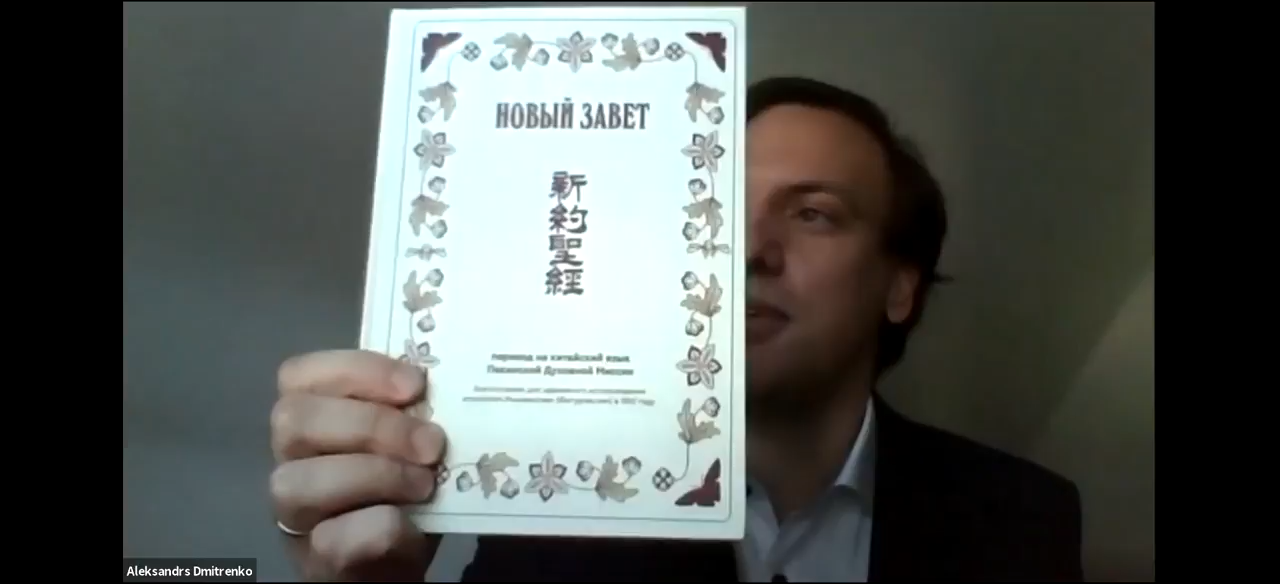 НОВЫЙ ЗАВЕТ
新約聖經
перевод на китайский язык
Пекинской Духовной Миссии
Aleksandrs Dmitrenko